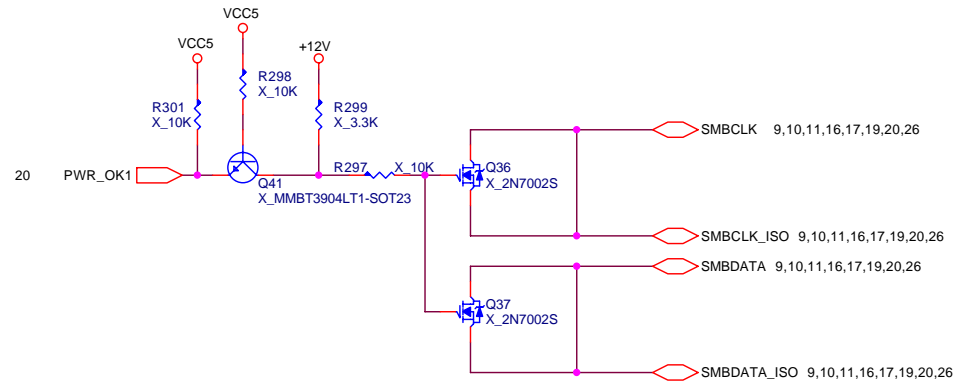 VCC5
VCC5
+12V
R298
X_10K
R301
X_10K
R299
X_3.3K
20 PWR_OK1
R297 X_10K
Q41
X_MMBT3904LT1-SOT23
Q36
X_2N7002S
SMBCLK 9,10,11,16,17,19,20,26
SMBCLK_ISO 9,10,11,16,17,19,20,26
SMBDATA 9,10,11,16,17,19,20,26
Q37
X_2N7002S
SMBDATA_ISO 9,10,11,16,17,19,20,26